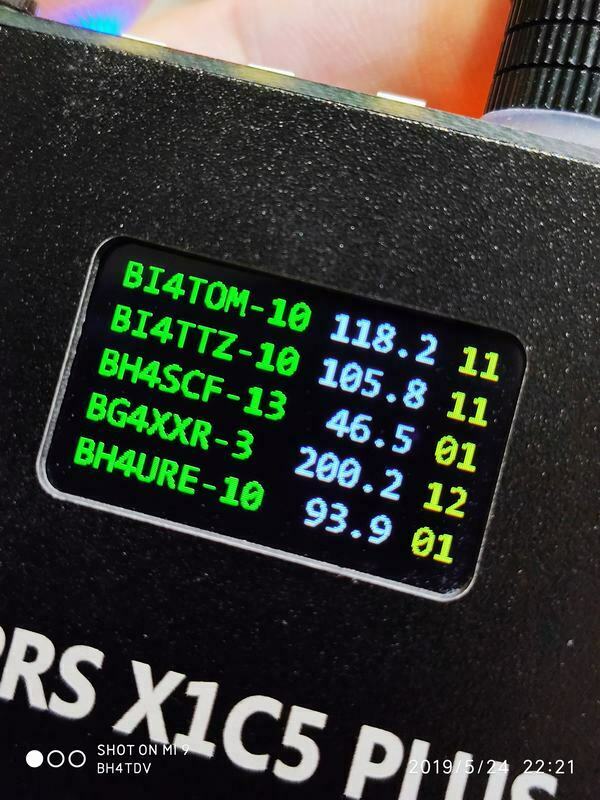 BI4TOM-10 118.2 11
BI4TTZ-10 105.8 11
BH4SCF-13 46.5 01
BG4XXR-3 200.2 12
BH4URE-10 93.9 01
PRS X1C5 PLUS
SHOT ON MI 9
BH4TDV
2019/5/24 22:21